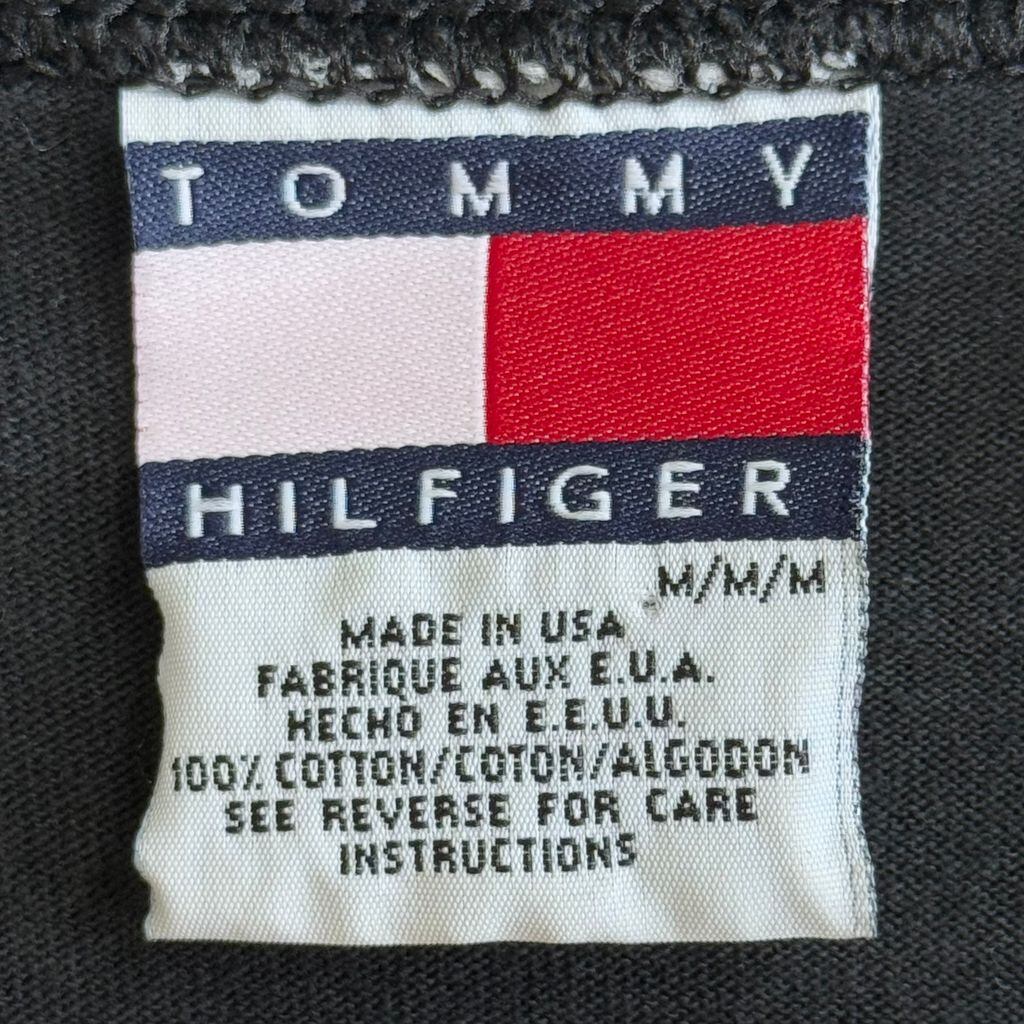 TOMMY
HILFIGER
M/M/M
MADE IN USA
FABRIQUE AUX E.U.A.
HECHO EN E.E.U.U.
100% COTTON/COTON/ALGODON
SEE REVERSE FOR CARE
INSTRUCTIONS